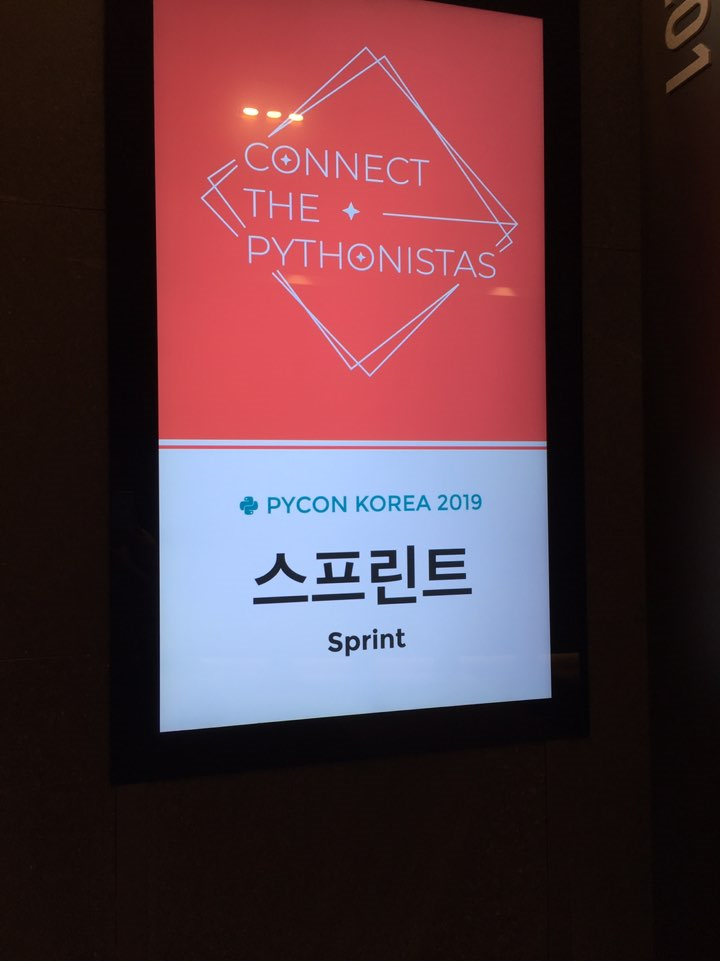 CONNECT
THE
PYTHONISTAS
PYCON KOREA 2019
스프린트
Sprint